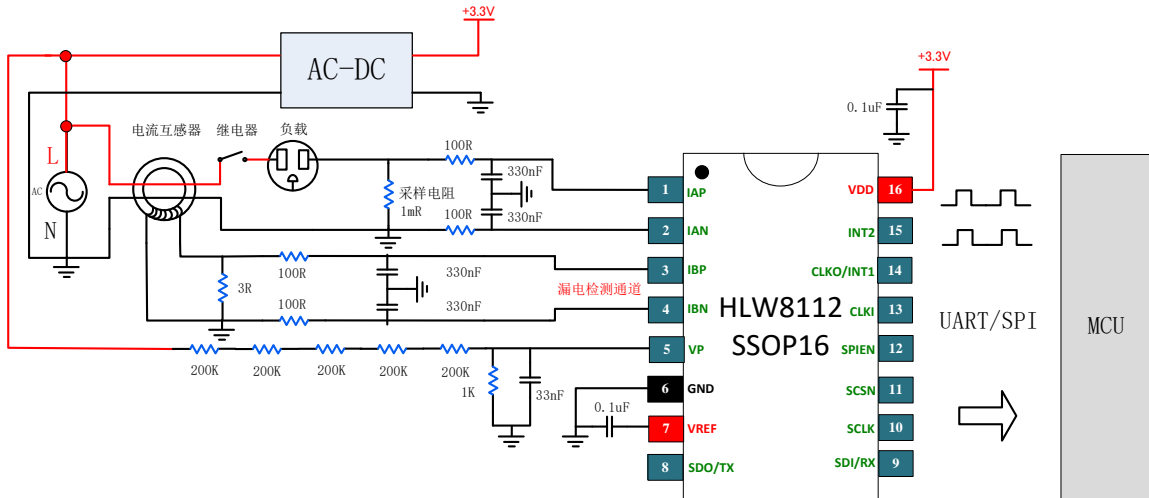 +3.3V
+3.3V
AC-DC
0.1uF
电流互感器
继电器
负载
100R
L
AC
N
330nF
采样电阻
1mR
330nF
100R
1
IAP
VDD
16
2
IAN
INT2
15
3
IBP
CLKO/INT1
14
4
IBN
CLKI
13
5
VP
SPIEN
12
6
GND
SCSN
11
7
VREF
SCLK
10
8
SDO/TX
SDI/RX
9
HLW8112
SSOP16
100R
330nF
3R
漏电检测通道
100R
330nF
200K
200K
200K
200K
200K
1K
33nF
0.1uF
UART/SPI
MCU